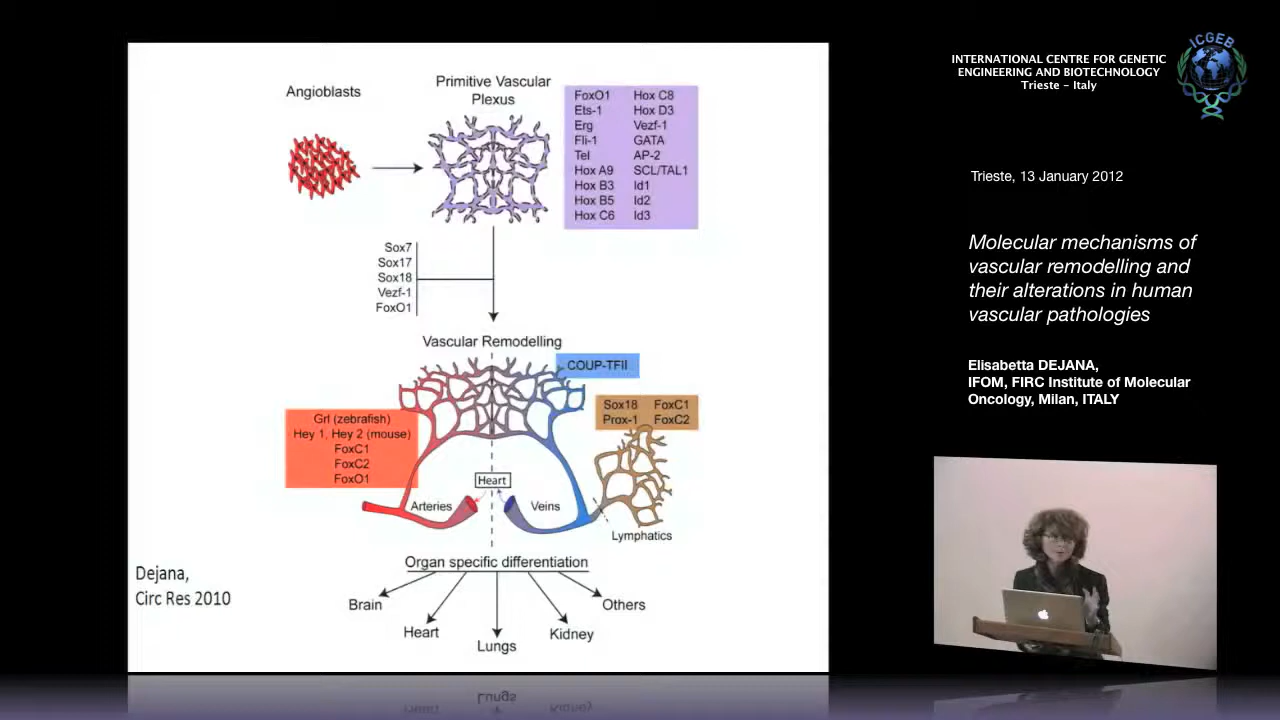 Angioblasts
Primitive Vascular
Plexus
FoxO1 Hox C8
Ets-1 Hox D3
Erg Vezf-1
Fli-1 GATA
Tel AP-2
Hox A9 SCL/TAL1
Hox B3 Id1
Hox B5 Id2
Hox C6 Id3
Sox7
Sox17
Sox18
Vezf-1
FoxO1
Vascular Remodelling
COUP-TFII
Sox18 FoxC1
Prox-1 FoxC2
Grl (zebrafish)
Hey 1, Hey 2 (mouse)
FoxC1
FoxC2
FoxO1
Heart
Arteries
Veins
Lymphatics
Organ specific differentiation
Brain
Heart
Lungs
Kidney
Others
Dejana,
Circ Res 2010
INTERNATIONAL CENTRE FOR GENETIC
ENGINEERING AND BIOTECHNOLOGY
Trieste - Italy
ICGEB
Trieste, 13 January 2012
Molecular mechanisms of
vascular remodelling and
their alterations in human
vascular pathologies
Elisabetta DEJANA,
IFOM, FIRC Institute of Molecular
Oncology, Milan, ITALY